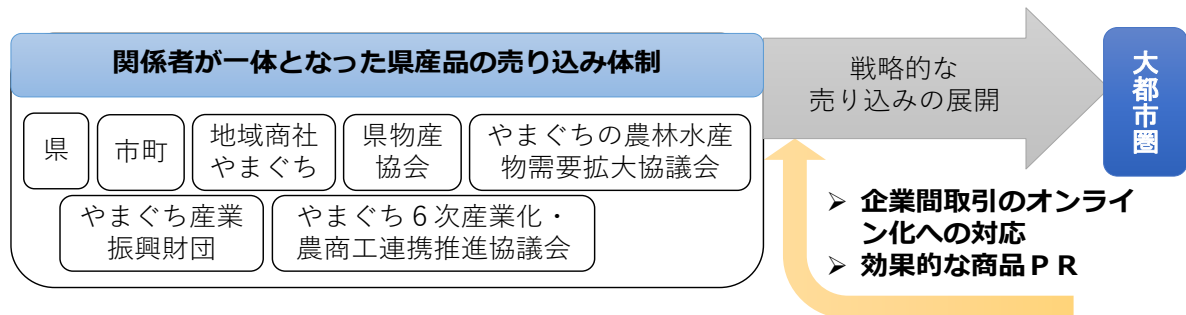 関係者が一体となった県産品の売り込み体制
県
市町
地域商社
やまぐち
県物産
協会
やまぐちの農林水産
物需要拡大協議会
やまぐち産業
振興財団
やまぐち６次産業化・
農商工連携推進協議会
戦略的な
売り込みの展開
大都市圏
➢ 企業間取引のオンライ
ン化への対応
➢ 効果的な商品ＰＲ